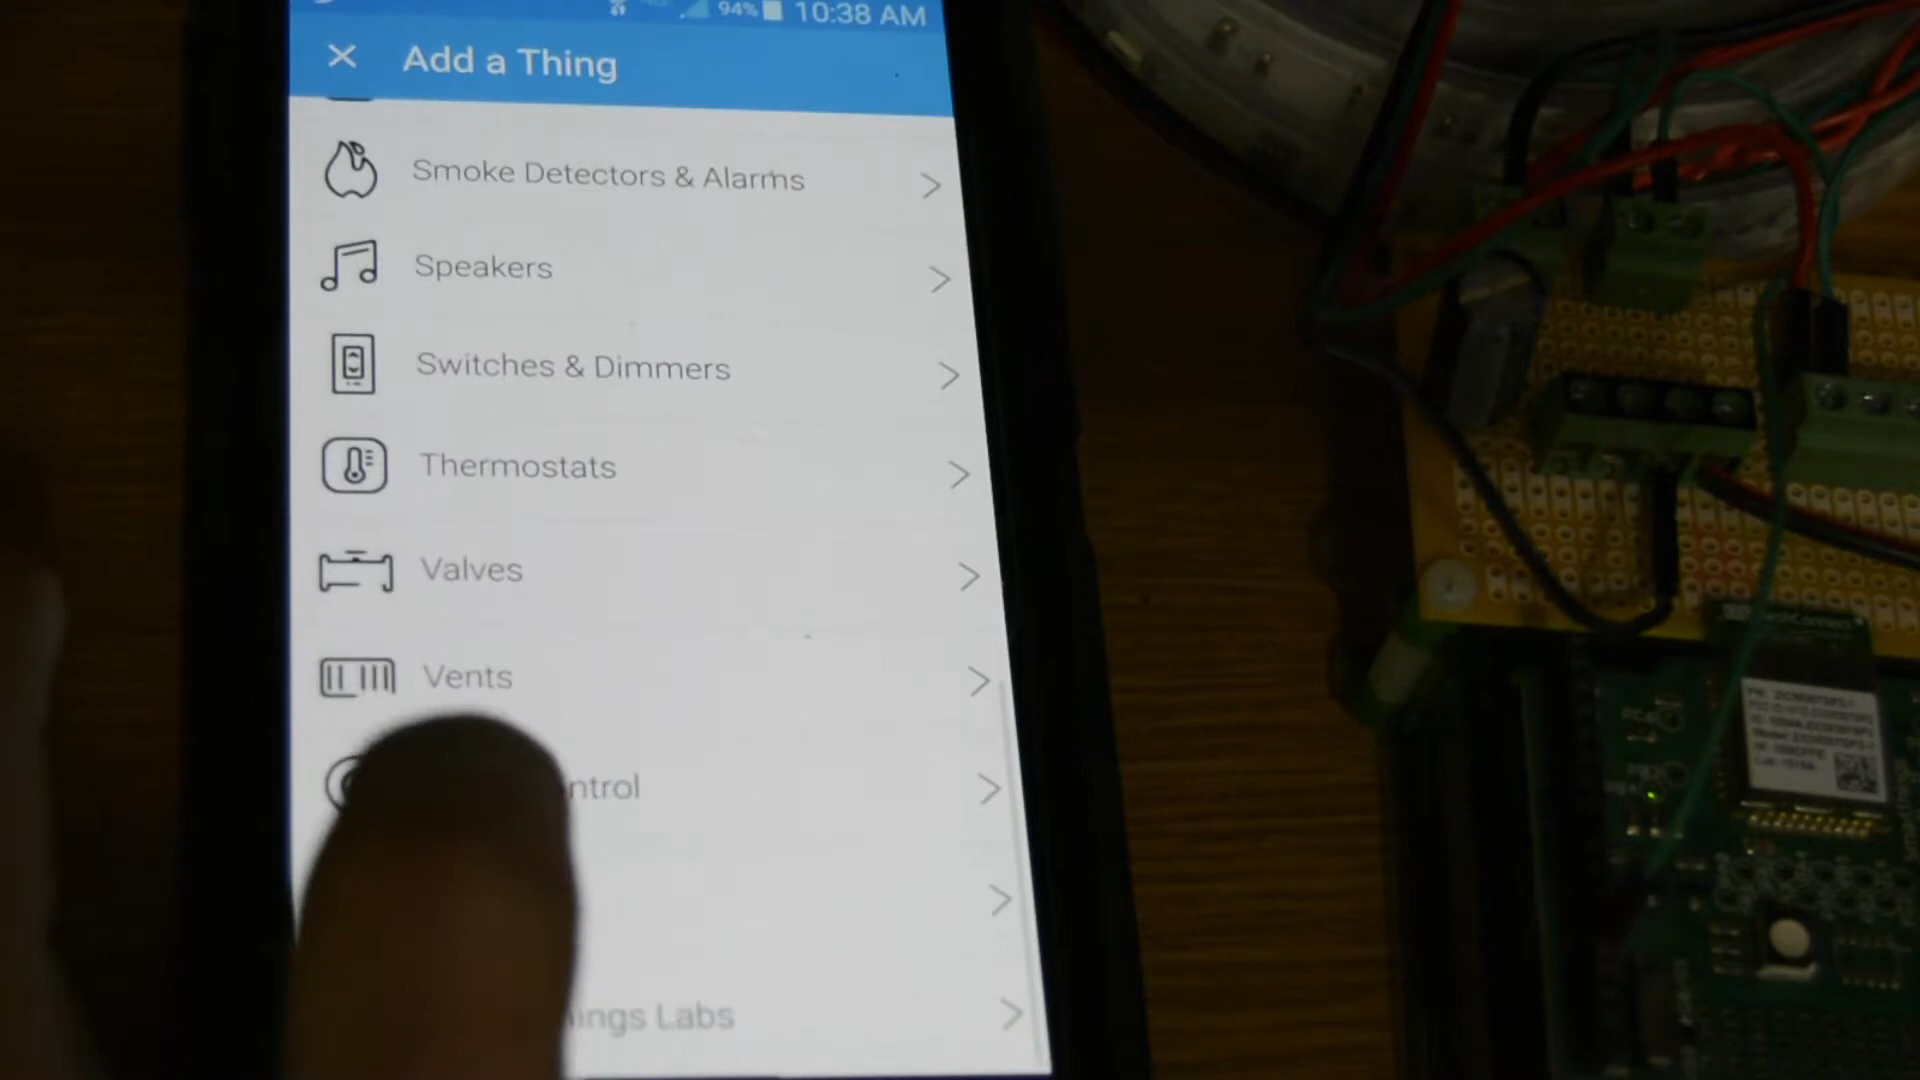 94% 10:38 AM
Add a Thing
Smoke Detectors & Alarms
Speakers
Switches & Dimmers
Thermostats
Valves
Vents
ntrol
ings Labs